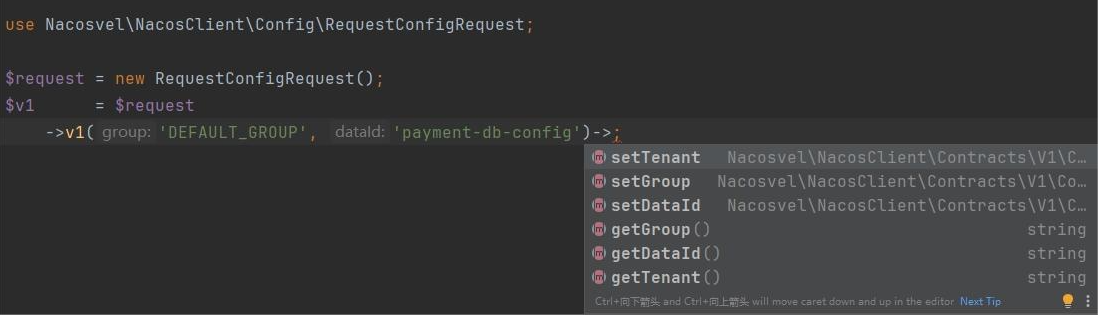 use Nacosvel\NacosClient\Config\RequestConfigRequest;
$request = new RequestConfigRequest();
$v1 = $request
->v1( group: 'DEFAULT_GROUP', dataId: 'payment-db-config')->;
setTenant Nacosvel\NacosClient\Contracts\V1\C…
setGroup Nacosvel\NacosClient\Contracts\V1\Co…
setDataId Nacosvel\NacosClient\Contracts\V1\C…
getGroup() string
getDataId() string
getTenant() string
Ctrl+向下箭头 and Ctrl+向上箭头 will move caret down and up in the editor Next Tip